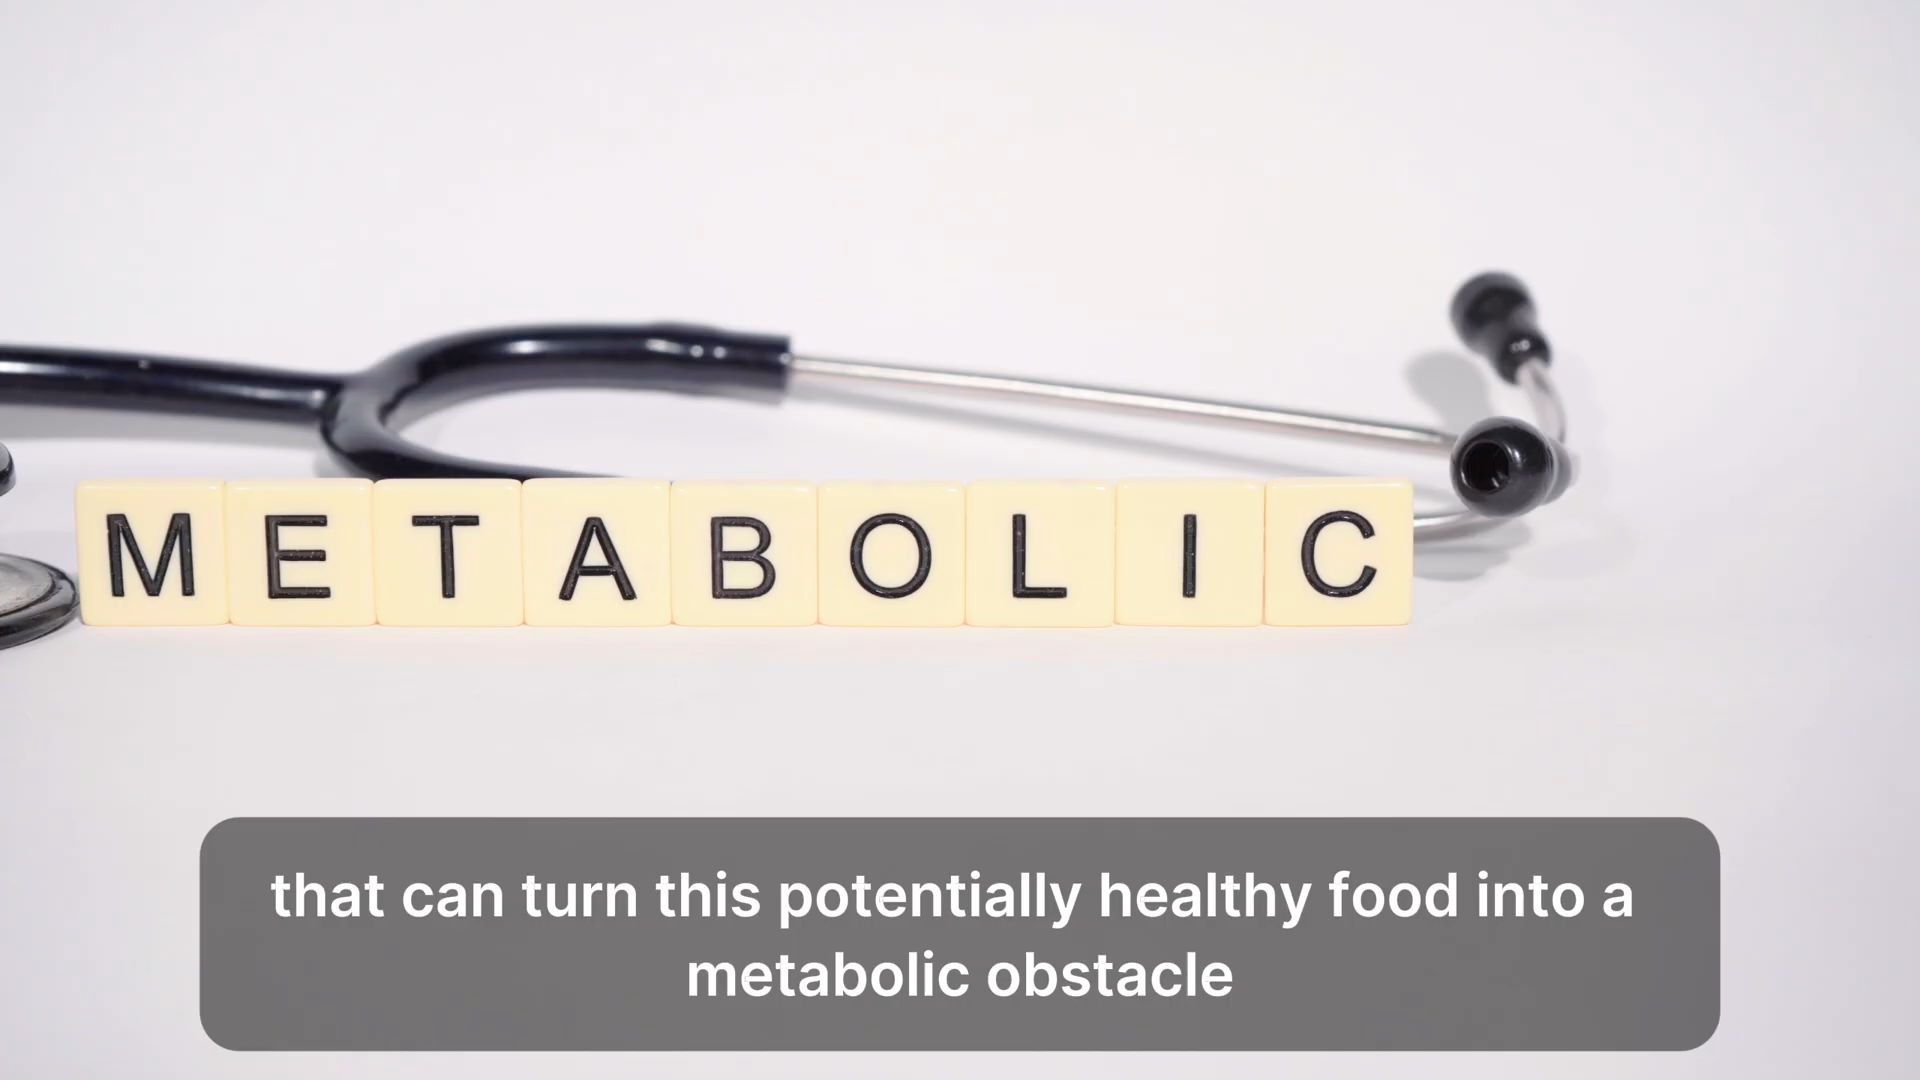 METABOLIC
that can turn this potentially healthy food into a
metabolic obstacle